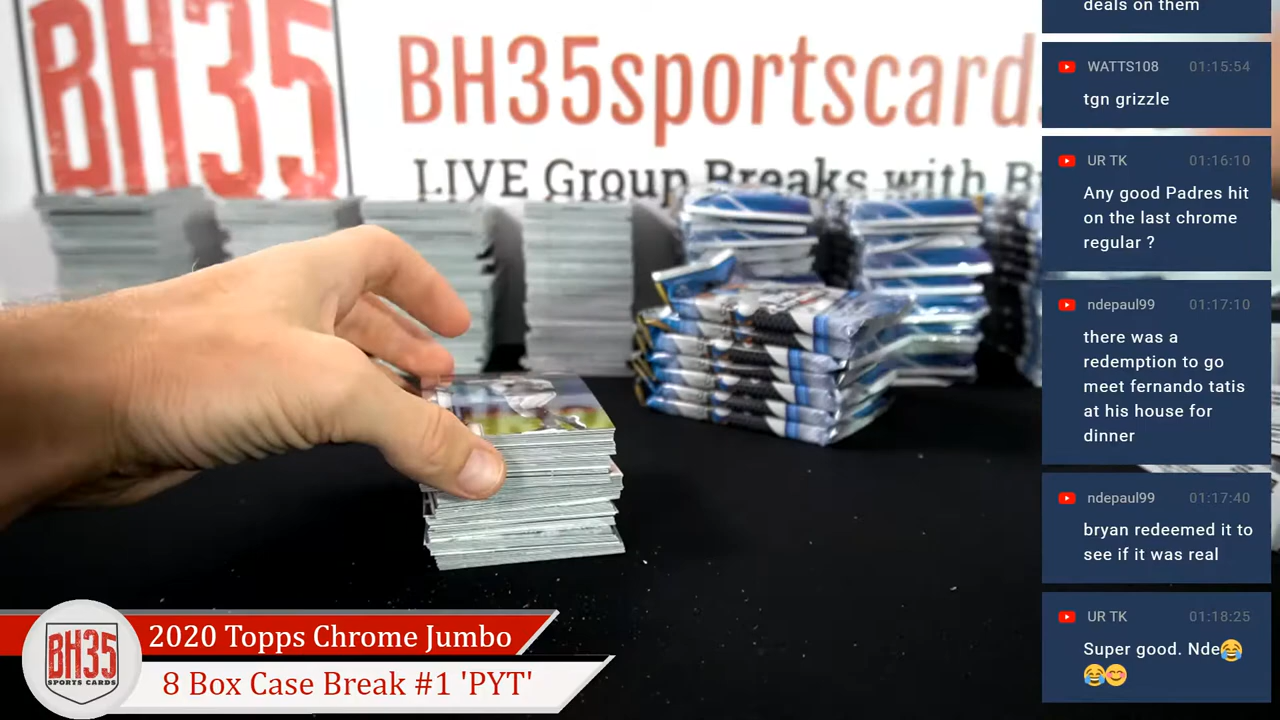 BH35
BH35sportscard
LIVE Group Breaks with B
deals on them
WATTS108 01:15:54
tgn grizzle
UR TK 01:16:10
Any good Padres hit
on the last chrome
regular ?
ndepaul99 01:17:10
there was a
redemption to go
meet fernando tatis
at his house for
dinner
ndepaul99 01:17:40
bryan redeemed it to
see if it was real
UR TK 01:18:25
Super good. Nde😂
😂😊
BH35
SPORTS CARDS
2020 Topps Chrome Jumbo
8 Box Case Break #1 'PYT'